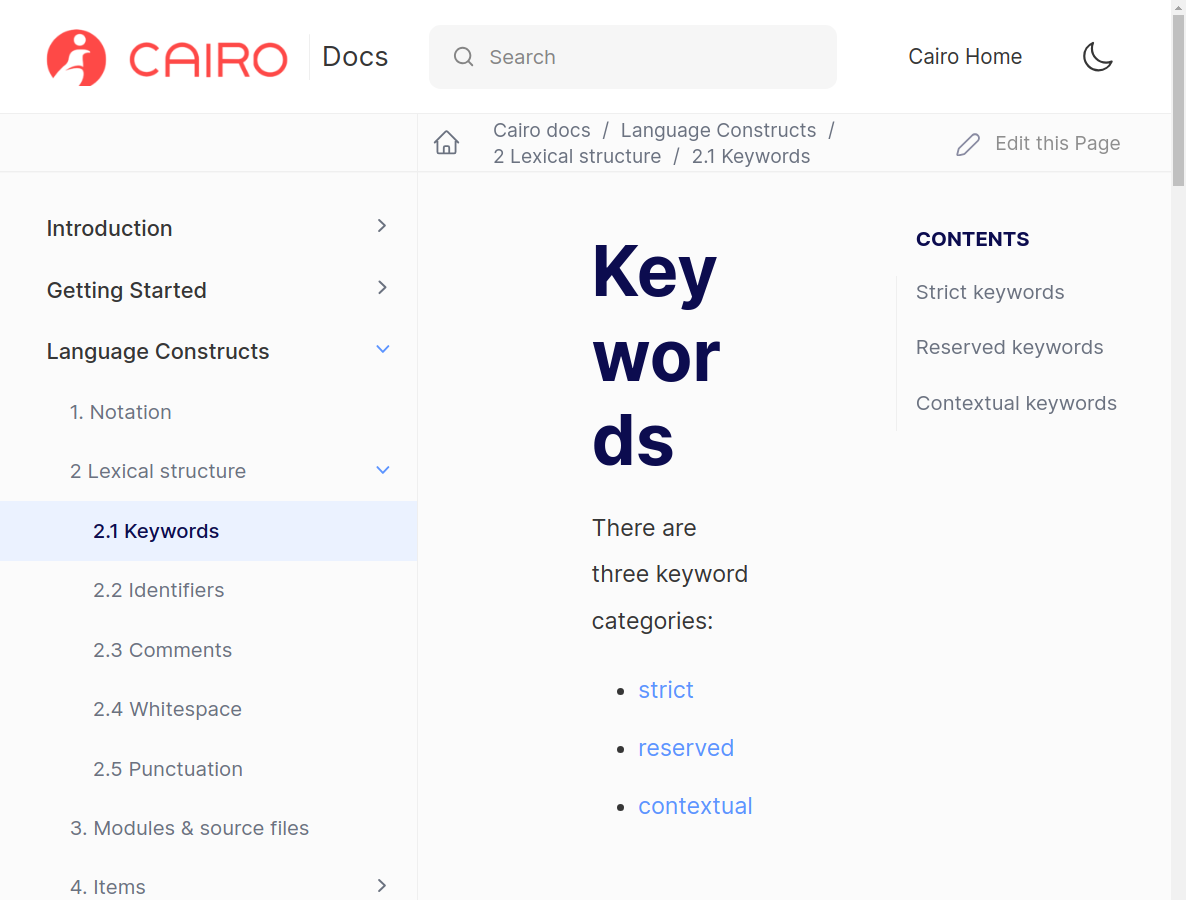 CAIRO Docs
Search
Cairo Home
Cairo docs / Language Constructs /
2 Lexical structure / 2.1 Keywords
Edit this Page
Introduction
Getting Started
Language Constructs
1. Notation
2 Lexical structure
2.1 Keywords
2.2 Identifiers
2.3 Comments
2.4 Whitespace
2.5 Punctuation
3. Modules & source files
4. Items
Key
wor
ds
There are
three keyword
categories:
strict
reserved
contextual
CONTENTS
Strict keywords
Reserved keywords
Contextual keywords